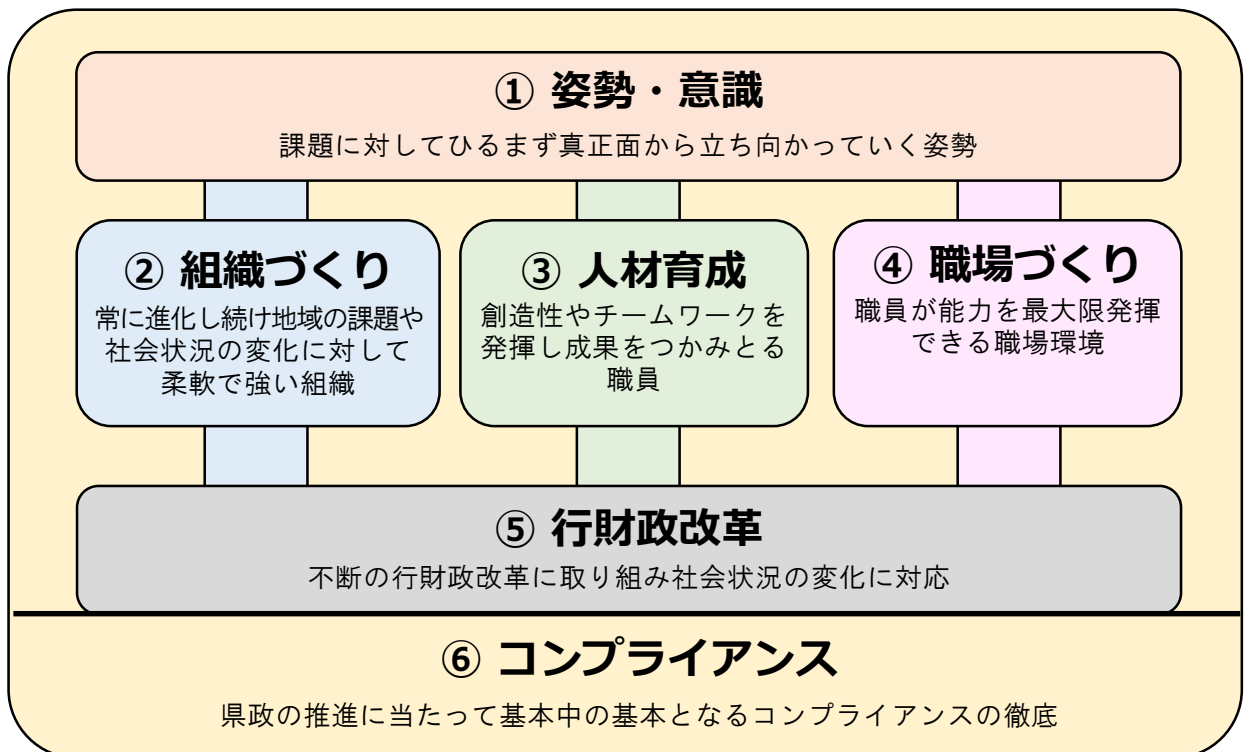 ① 姿勢・意識
課題に対してひるまず真正面から立ち向かっていく姿勢
② 組織づくり
常に進化し続け地域の課題や
社会状況の変化に対して
柔軟で強い組織
③ 人材育成
創造性やチームワークを
発揮し成果をつかみとる
職員
④ 職場づくり
職員が能力を最大限発揮
できる職場環境
⑤ 行財政改革
不断の行財政改革に取り組み社会状況の変化に対応
⑥ コンプライアンス
県政の推進に当たって基本中の基本となるコンプライアンスの徹底